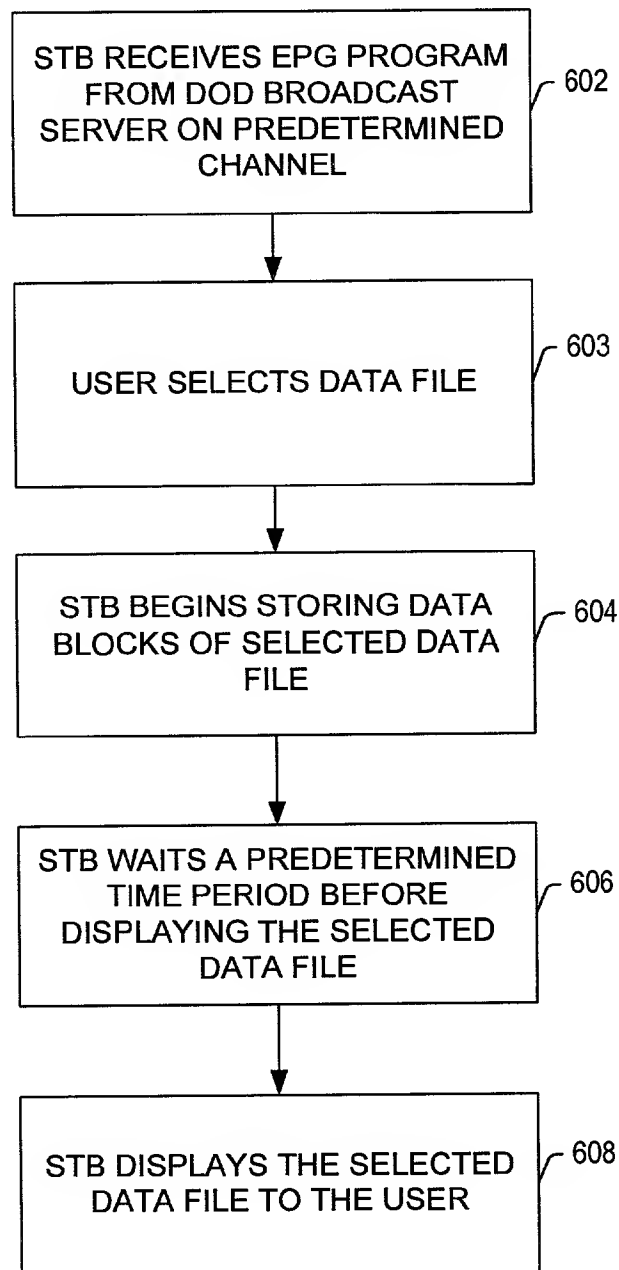 STB RECEIVES EPG PROGRAM
FROM DOD BROADCAST
SERVER ON PREDETERMINED
CHANNEL
602
USER SELECTS DATA FILE
603
STB BEGINS STORING DATA
BLOCKS OF SELECTED DATA
FILE
604
STB WAITS A PREDETERMINED
TIME PERIOD BEFORE
DISPLAYING THE SELECTED
DATA FILE
606
STB DISPLAYS THE SELECTED
DATA FILE TO THE USER
608